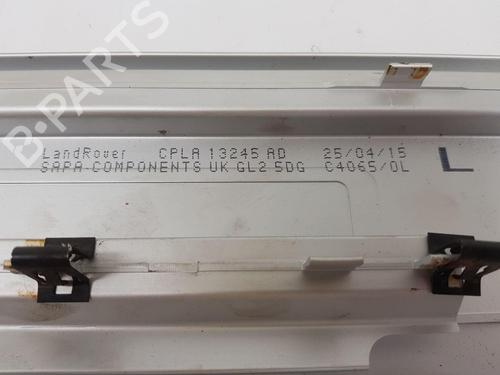 B-PARTS
LandRover CPLA 13245 AD 25/04/15
SAPA-COMPONENTS UK GL2 5DG C4065/0L
L